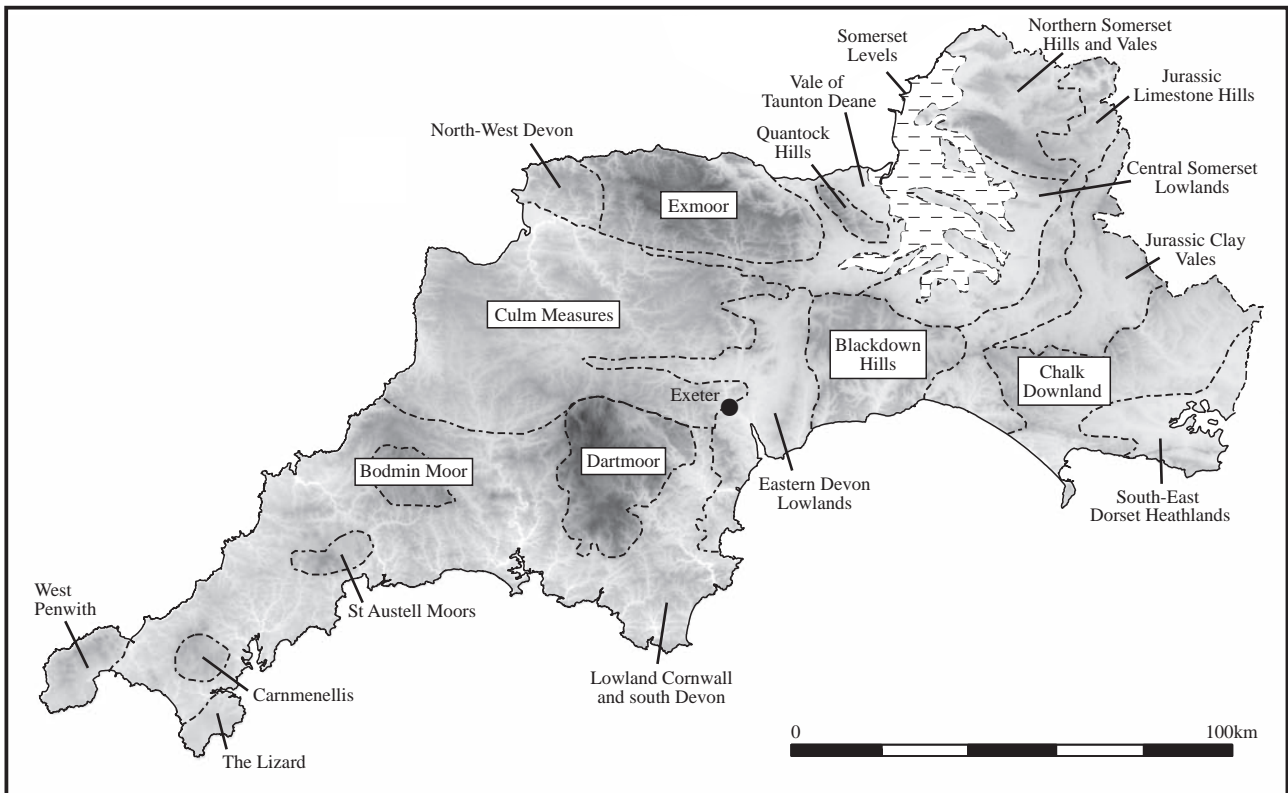 Somerset
Levels
Northern Somerset
Hills and Vales
Vale of
Taunton Deane
Jurassic
Limestone Hills
North-West Devon
Quantock
Hills
Central Somerset
Lowlands
Exmoor
Jurassic Clay
Vales
Culm Measures
Blackdown
Hills
Chalk
Downland
Exeter
Bodmin Moor
Dartmoor
Eastern Devon
Lowlands
South-East
Dorset Heathlands
West
Penwith
St Austell Moors
Lowland Cornwall
and south Devon
Carnmenellis
The Lizard
0
100km